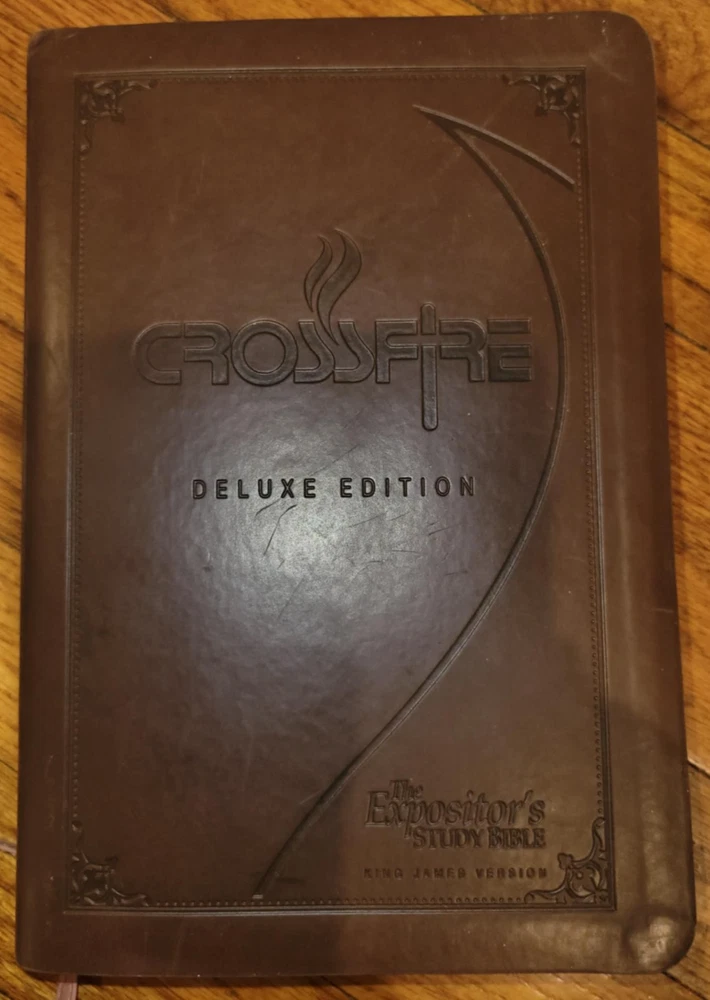 CROSSFIRE
DELUXE EDITION
The
Expositor's
STUDY BIBLE
KING JAMES VERSION